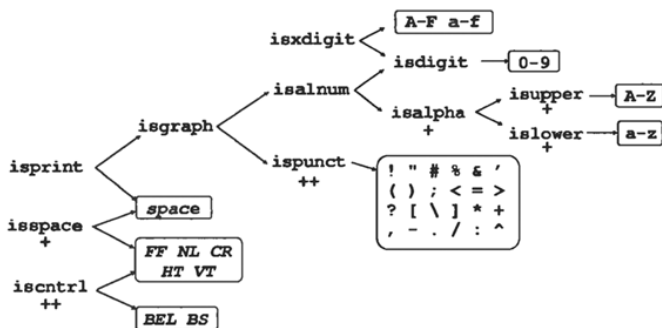 isxdigit
A-F a-f
isdigit
0-9
isalnum
isgraph
isalpha
+
isupper
+
A-Z
islower
+
a-z
isprint
ispunct
++
! " # % & ′
( ) ; < = >
? [ \ ] * +
, - . / : ^
space
isspace
+
FF NL CR
HT VT
iscntrl
++
BEL BS